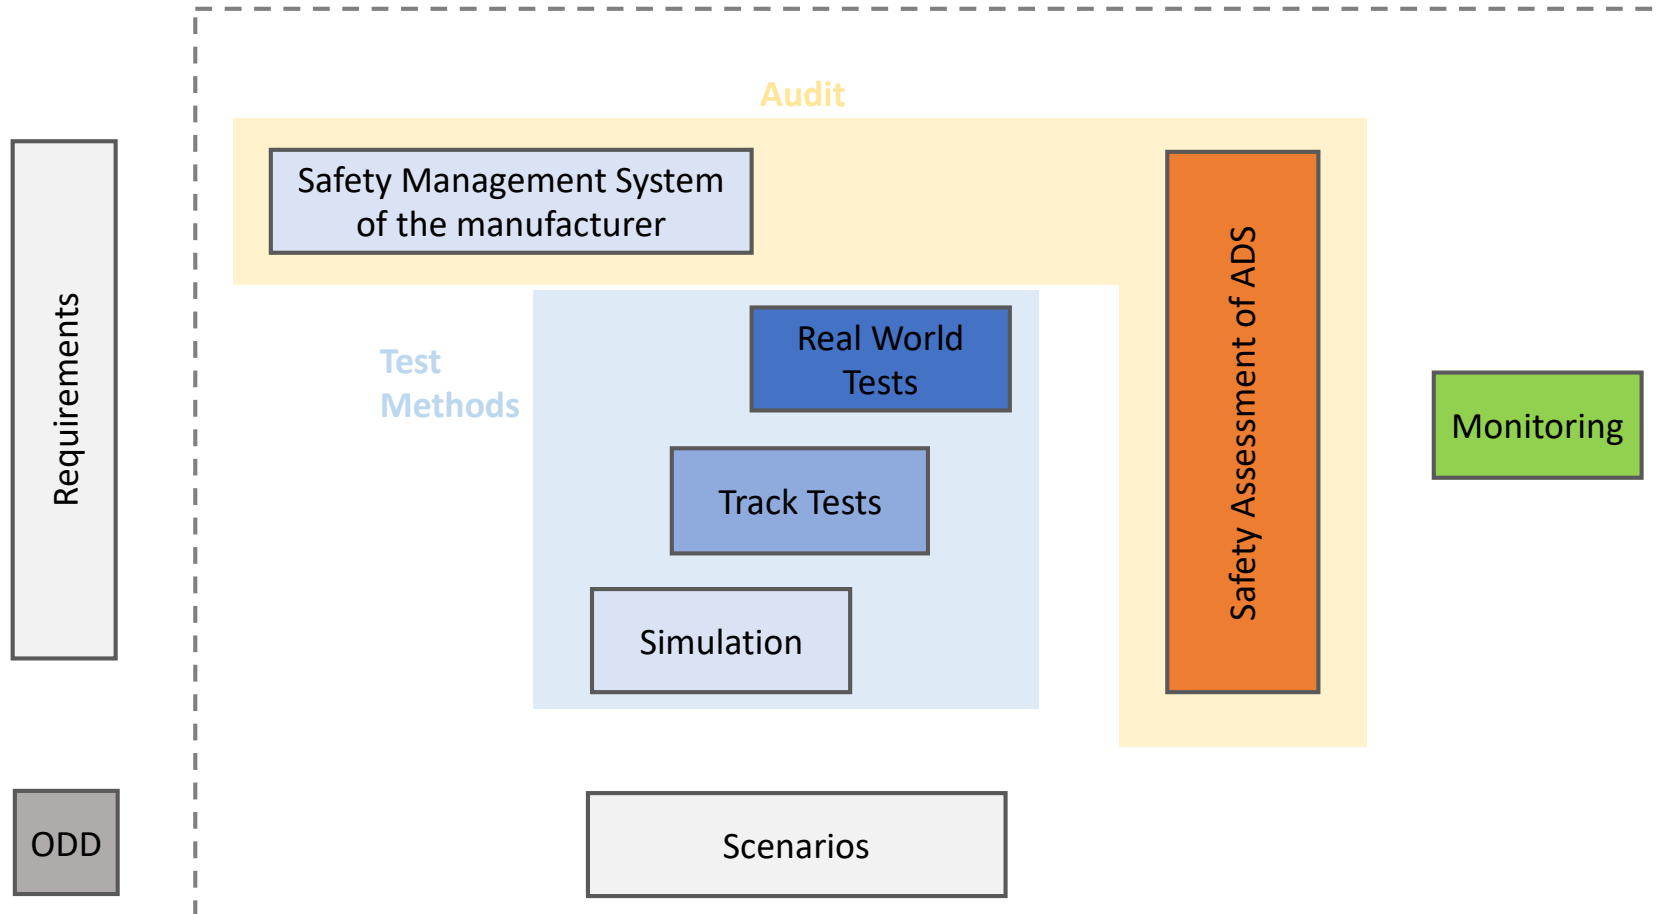 Audit
Safety Management System
of the manufacturer
Requirements
Test
Methods
Real World
Tests
Track Tests
Simulation
Safety Assessment of ADS
Monitoring
ODD
Scenarios